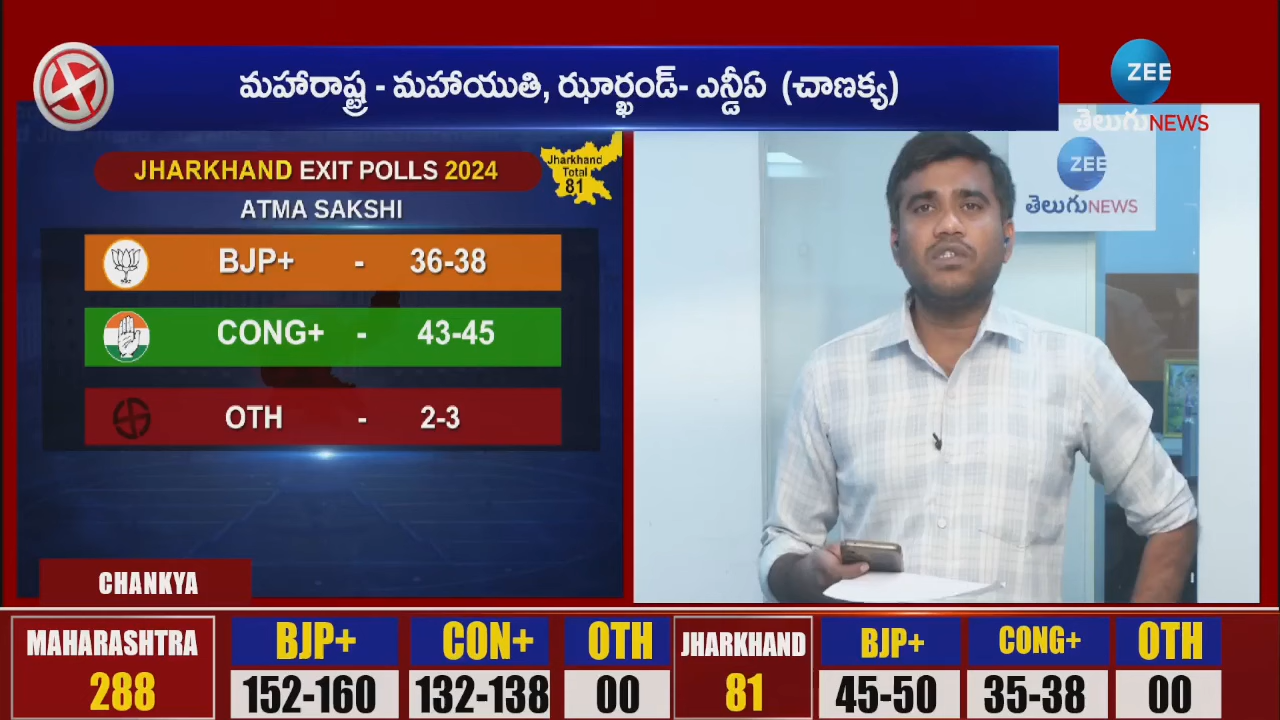 మహారాష్ట్ర - మహాయుతి, ఝార్ఖండ్- ఎన్డీఏ (చాణక్య)
ZEE
తెలుగు NEWS
JHARKHAND EXIT POLLS 2024
Jharkhand
Total
81
ATMA SAKSHI
BJP+ - 36-38
CONG+ - 43-45
OTH - 2-3
ZEE
తెలుగు NEWS
CHANKYA
MAHARASHTRA
288
BJP+
152-160
CON+
132-138
OTH
00
JHARKHAND
81
BJP+
45-50
CONG+
35-38
OTH
00